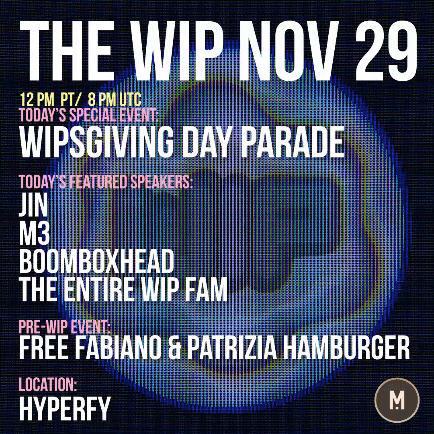 THE WIP NOV 29
12 PM PT/ 8 PM UTC
TODAY'S SPECIAL EVENT:
WIPSGIVING DAY PARADE
TODAY'S FEATURED SPEAKERS:
JIN
M3
BOOMBOXHEAD
THE ENTIRE WIP FAM
PRE-WIP EVENT:
FREE FABIANO & PATRIZIA HAMBURGER
LOCATION:
HYPERFY
M